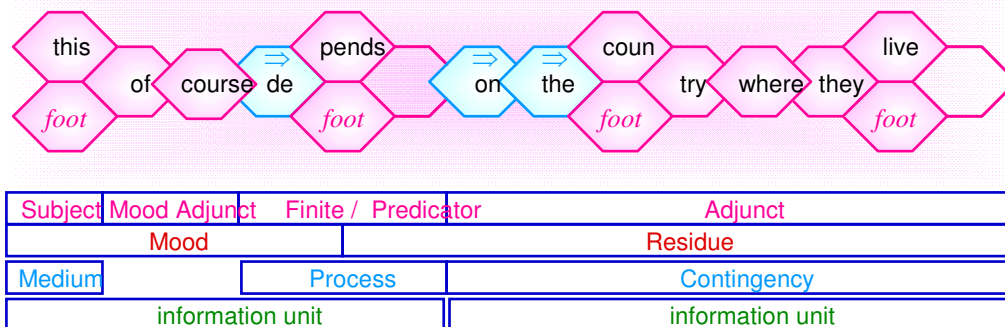 this pends coun live
⇒ ⇒ ⇒
of course de on the try where they
foot foot foot foot
Subject Mood Adjunct Finite / Predicator Adjunct
Mood Residue
Medium Process Contingency
information unit information unit